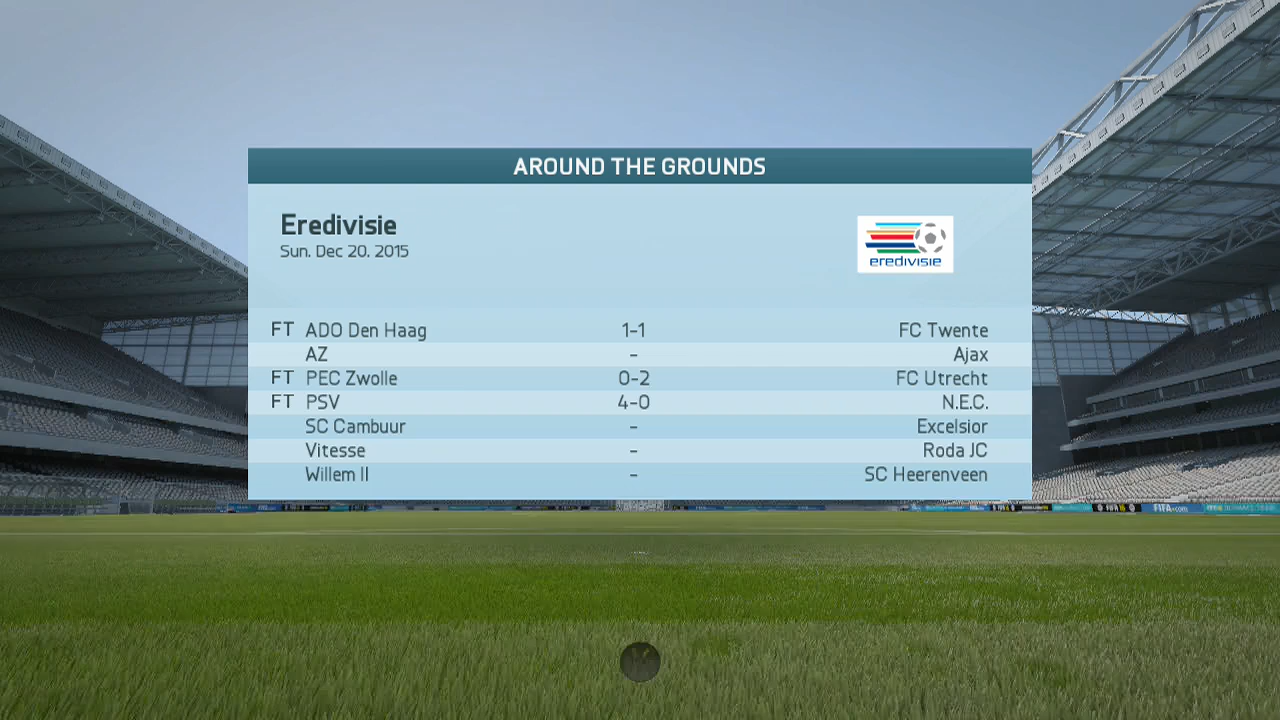 AROUND THE GROUNDS
Eredivisie
Sun. Dec 20. 2015
eredivisie
FT ADO Den Haag 1-1 FC Twente
AZ - Ajax
FT PEC Zwolle 0-2 FC Utrecht
FT PSV 4-0 N.E.C.
SC Cambuur - Excelsior
Vitesse - Roda JC
Willem II - SC Heerenveen
FIFA.com